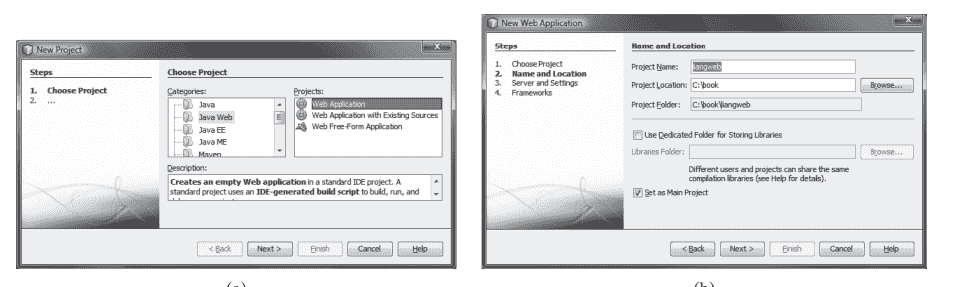 New Project
Steps
1. Choose Project
2. ...
Choose Project
Categories:
Java
Java Web
Java EE
Java ME
Maven
Projects:
Web Application
Web Application with Existing Sources
Web Free-Form Application
Description:
Creates an empty Web application in a standard IDE project. A
standard project uses an IDE-generated build script to build, run, and
< Back Next > Finish Cancel Help
New Web Application
Steps
1. Choose Project
2. Name and Location
3. Server and Settings
4. Frameworks
Name and Location
Project Name: liangweb
Project Location: C:\book Browse...
Project Folder: C:\book\liangweb
Use Dedicated Folder for Storing Libraries
Libraries Folder: Browse...
Different users and projects can share the same
compilation libraries (see Help for details).
Set as Main Project
< Back Next > Finish Cancel Help